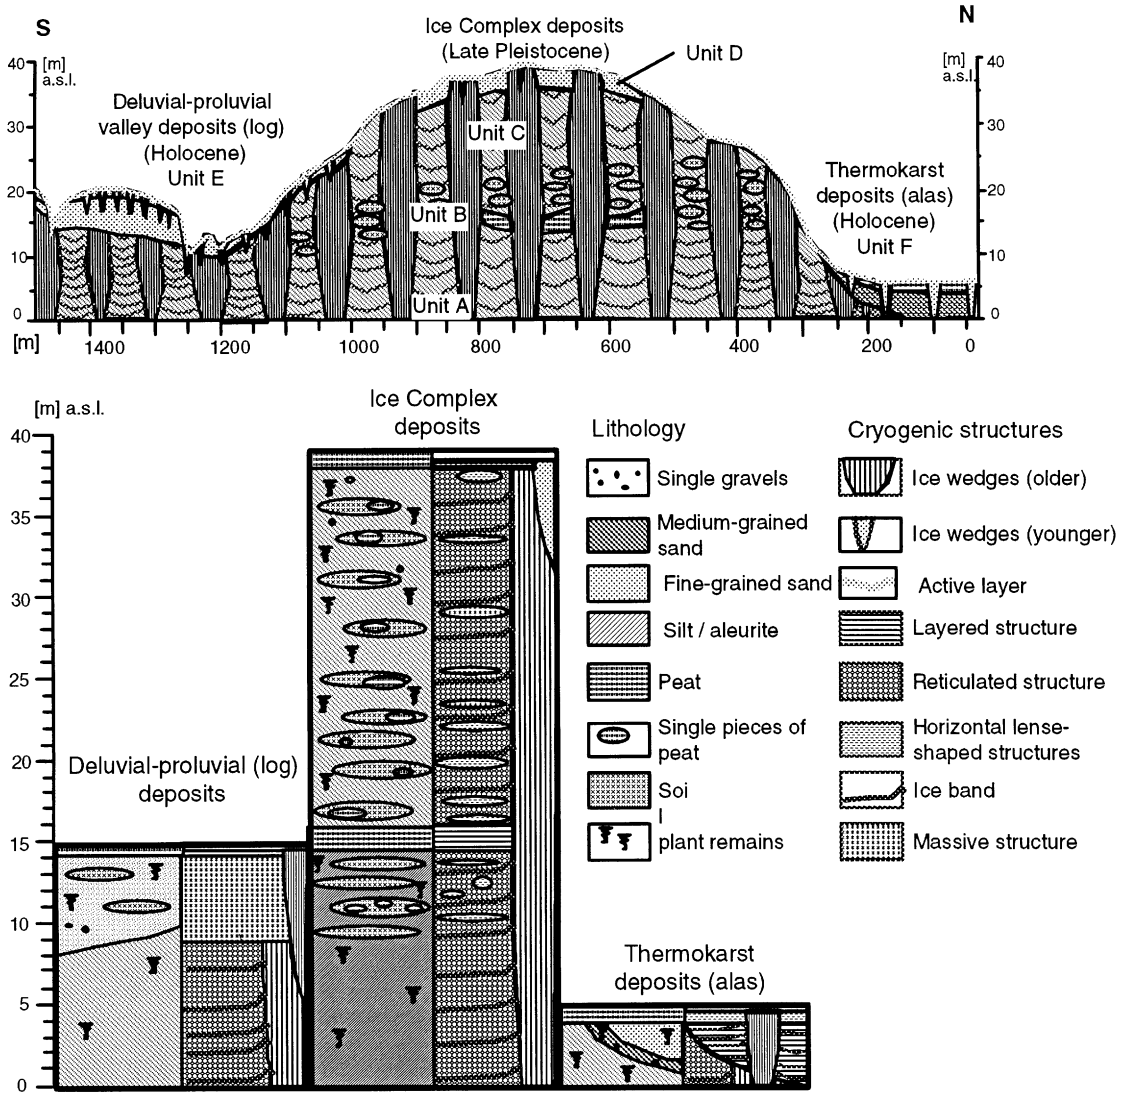 S
N
Ice Complex deposits
(Late Pleistocene)
Unit D
40
[m]
a.s.l.
[m]
a.s.l.
40
Deluvial-proluvial
valley deposits (log)
(Holocene)
Unit E
30
Unit C
30
Thermokarst
deposits (alas)
(Holocene)
Unit F
20
Unit B
20
10
10
Unit A
0
0
[m]
1400
1200
1000
800
600
400
200
0
[m] a.s.l.
Ice Complex
deposits
40
35
30
25
20
15
10
5
0
Deluvial-proluvial (log)
deposits
Thermokarst
deposits (alas)
Lithology
Single gravels
Medium-grained
sand
Fine-grained sand
Silt / aleurite
Peat
Single pieces of
peat
Soi
l
plant remains
Cryogenic structures
Ice wedges (older)
Ice wedges (younger)
Active layer
Layered structure
Reticulated structure
Horizontal lense-
shaped structures
Ice band
Massive structure